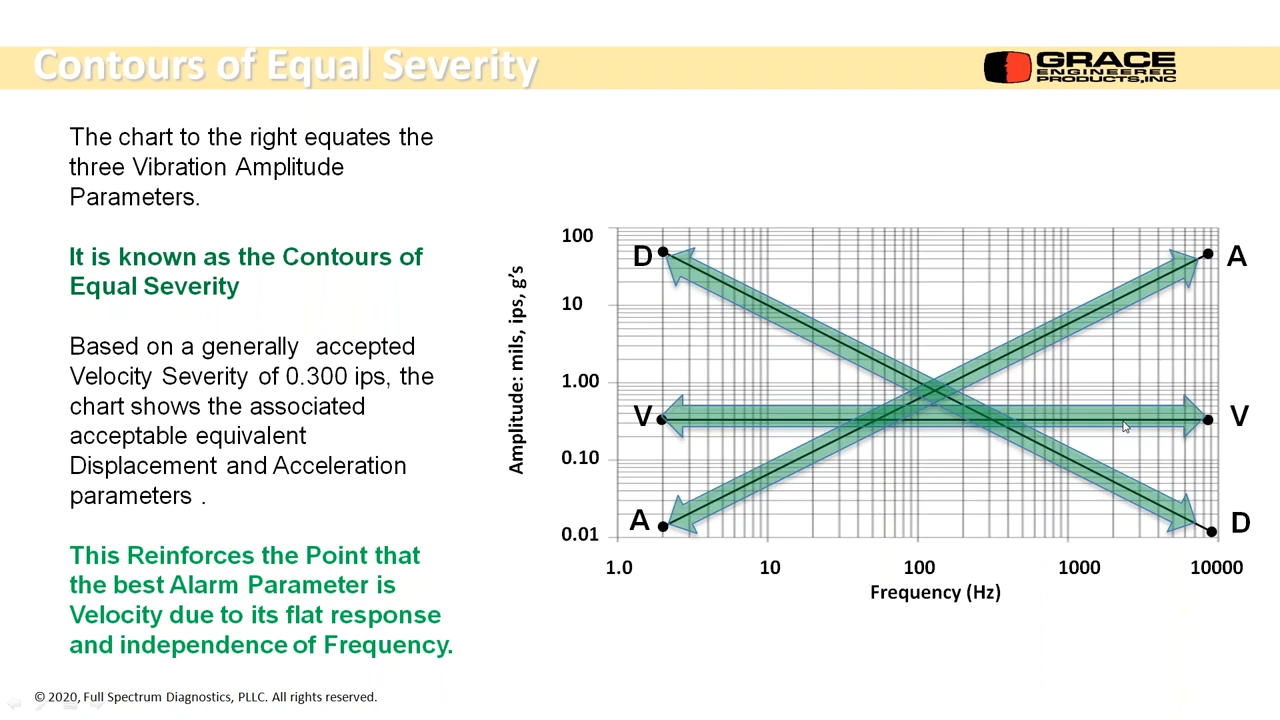 Contours of Equal Severity
GRACE
ENGINEERED
PRODUCTS, INC
The chart to the right equates the
three Vibration Amplitude
Parameters.
It is known as the Contours of
Equal Severity
Based on a generally accepted
Velocity Severity of 0.300 ips, the
chart shows the associated
acceptable equivalent
Displacement and Acceleration
parameters .
This Reinforces the Point that
the best Alarm Parameter is
Velocity due to its flat response
and independence of Frequency.
Amplitude: mils, ips, g's
100
10
1.00
0.10
0.01
D
A
V
V
A
D
1.0 10 100 1000 10000
Frequency (Hz)
© 2020, Full Spectrum Diagnostics, PLLC. All rights reserved.